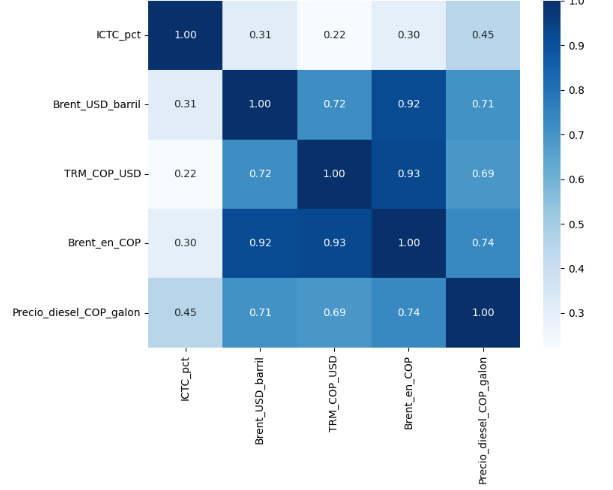 ICTC_pct 1.00 0.31 0.22 0.30 0.45
Brent_USD_barril 0.31 1.00 0.72 0.92 0.71
TRM_COP_USD 0.22 0.72 1.00 0.93 0.69
Brent_en_COP 0.30 0.92 0.93 1.00 0.74
Precio_diesel_COP_galon 0.45 0.71 0.69 0.74 1.00
ICTC_pct
Brent_USD_barril
TRM_COP_USD
Brent_en_COP
Precio_diesel_COP_galon
1.0
0.9
0.8
0.7
0.6
0.5
0.4
0.3